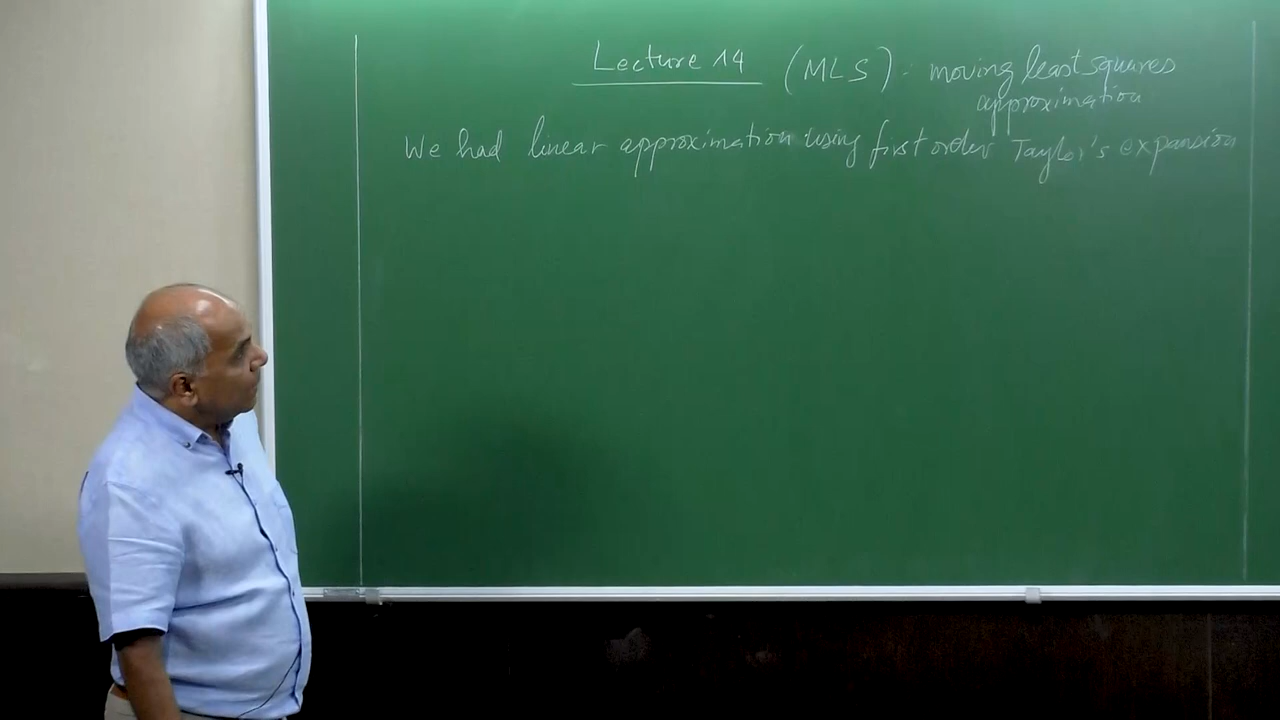 Lecture 14 (MLS) : moving least squares
approximation
We had linear approximation using first order Taylor's expansion